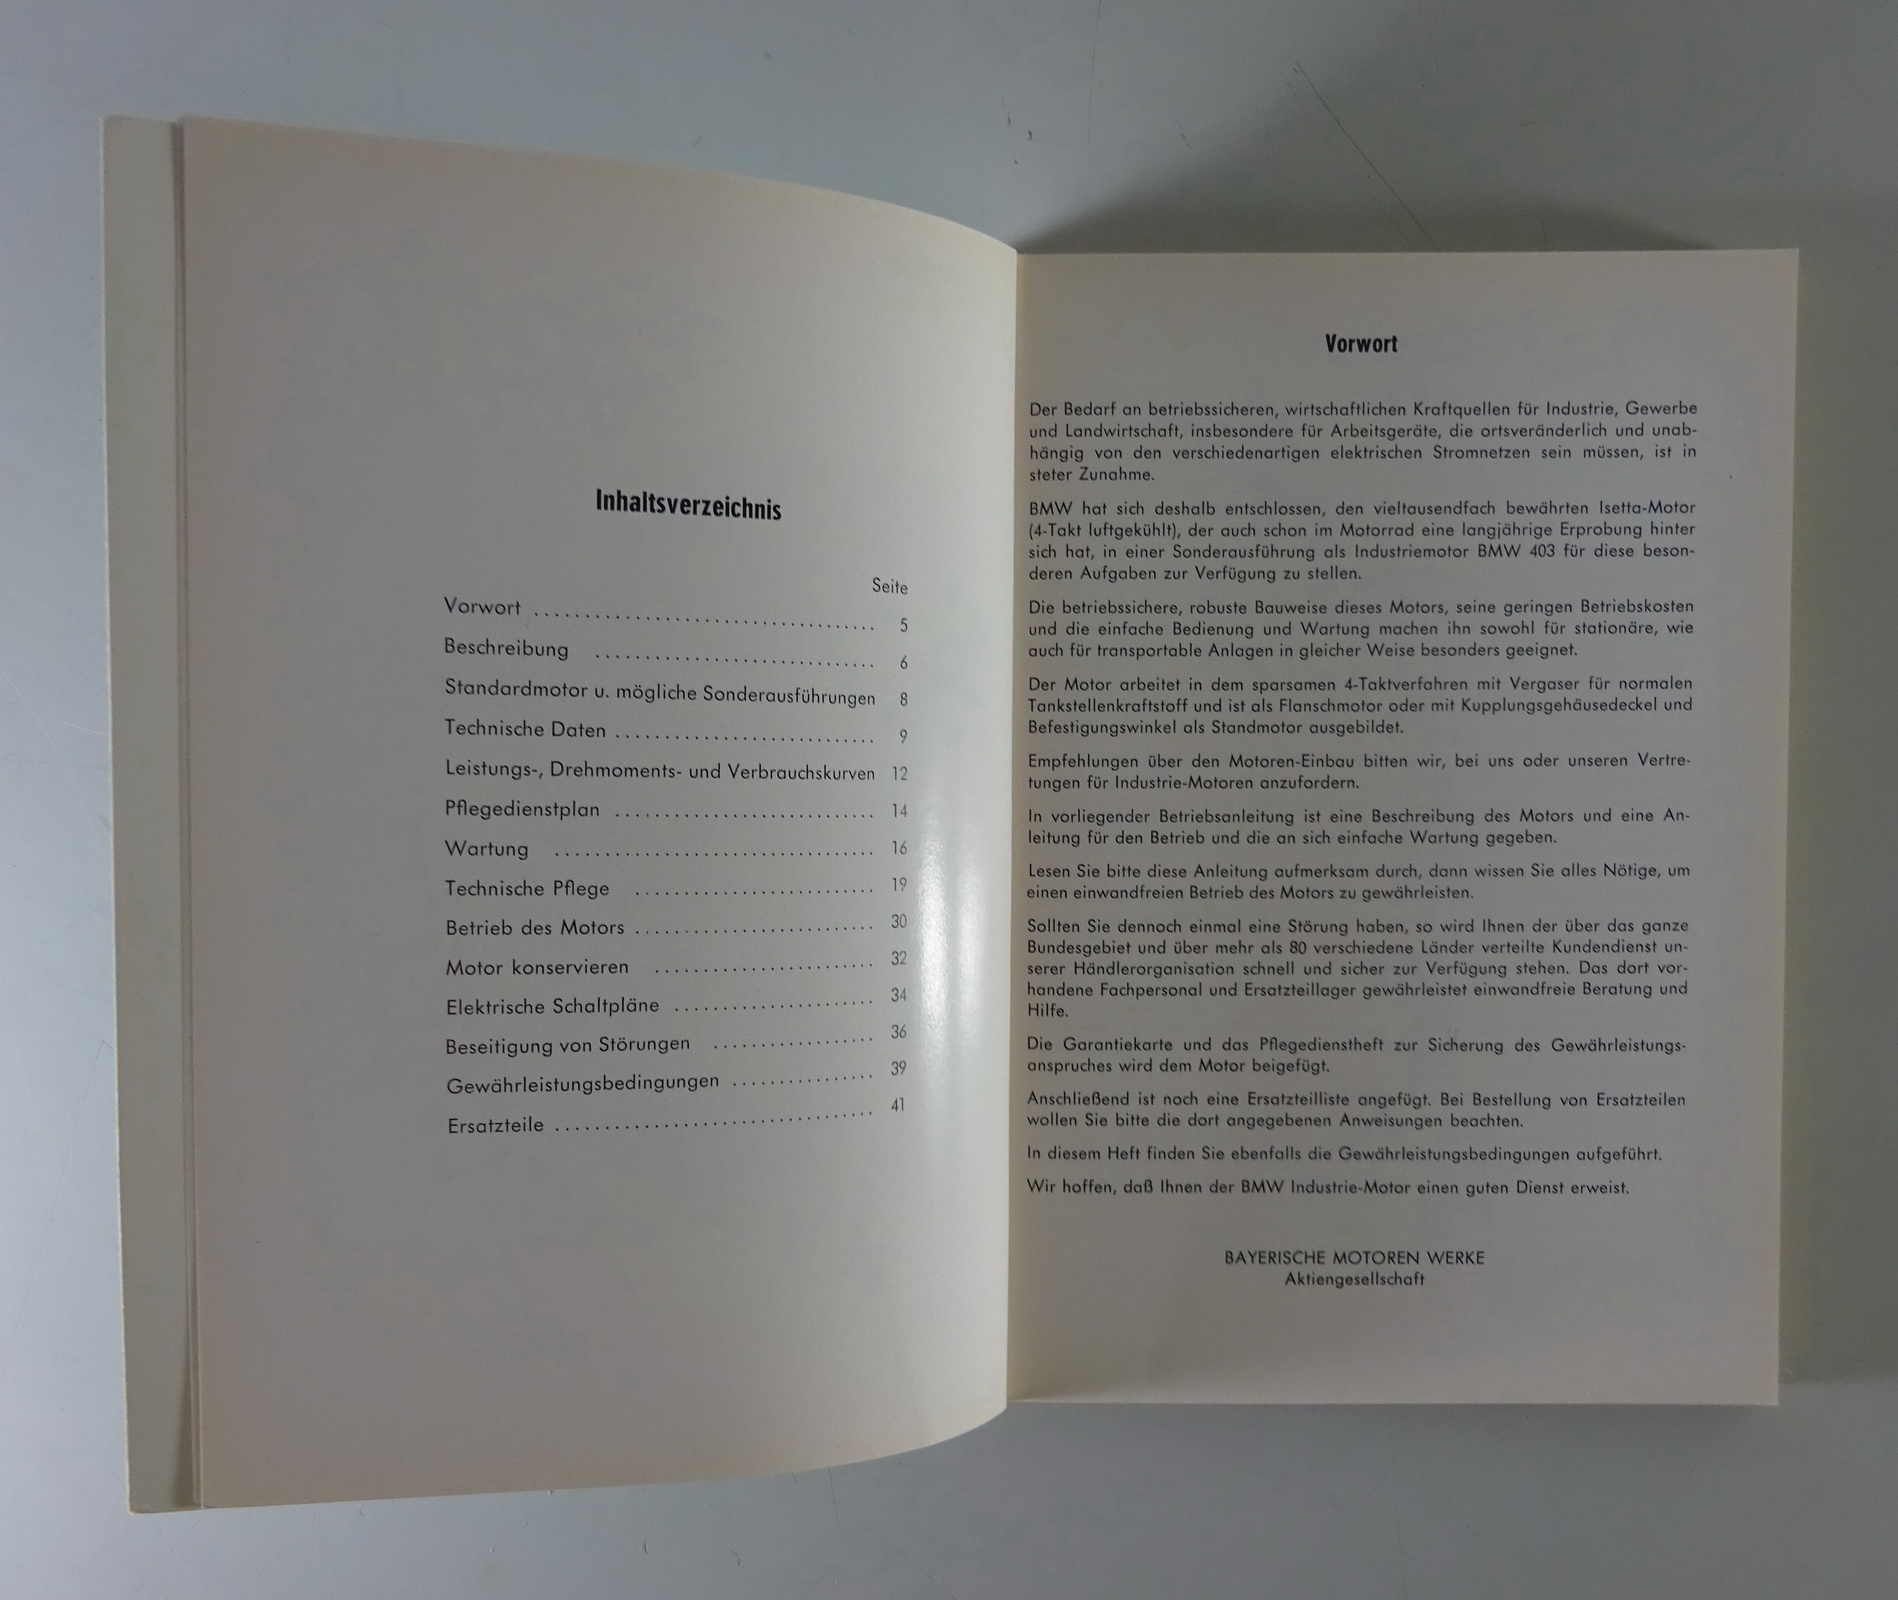 Inhaltsverzeichnis
Seite
Vorwort .................................. 5
Beschreibung ............................ 6
Standardmotor u. mögliche Sonderausführungen 8
Technische Daten .......................... 9
Leistungs-, Drehmoments- und Verbrauchskurven 12
Pflegedienstplan .......................... 14
Wartung ................................ 16
Technische Pflege ........................ 19
Betrieb des Motors ........................ 30
Motor konservieren ...................... 32
Elektrische Schaltpläne .................... 34
Beseitigung von Störungen ................ 36
Gewährleistungsbedingungen .............. 39
Ersatzteile ................................ 41
Vorwort
Der Bedarf an betriebssicheren, wirtschaftlichen Kraftquellen für Industrie, Gewerbe
und Landwirtschaft, insbesondere für Arbeitsgeräte, die ortsveränderlich und unab-
hängig von den verschiedenartigen elektrischen Stromnetzen sein müssen, ist in
steter Zunahme.
BMW hat sich deshalb entschlossen, den vieltausendfach bewährten Isetta-Motor
(4-Takt luftgekühlt), der auch schon im Motorrad eine langjährige Erprobung hinter
sich hat, in einer Sonderausführung als Industriemotor BMW 403 für diese beson-
deren Aufgaben zur Verfügung zu stellen.
Die betriebssichere, robuste Bauweise dieses Motors, seine geringen Betriebskosten
und die einfache Bedienung und Wartung machen ihn sowohl für stationäre, wie
auch für transportable Anlagen in gleicher Weise besonders geeignet.
Der Motor arbeitet in dem sparsamen 4-Taktverfahren mit Vergaser für normalen
Tankstellenkraftstoff und ist als Flanschmotor oder mit Kupplungsgehäusedeckel und
Befestigungswinkel als Standmotor ausgebildet.
Empfehlungen über den Motoren-Einbau bitten wir, bei uns oder unseren Vertre-
tungen für Industrie-Motoren anzufordern.
In vorliegender Betriebsanleitung ist eine Beschreibung des Motors und eine An-
leitung für den Betrieb und die an sich einfache Wartung gegeben.
Lesen Sie bitte diese Anleitung aufmerksam durch, dann wissen Sie alles Nötige, um
einen einwandfreien Betrieb des Motors zu gewährleisten.
Sollten Sie dennoch einmal eine Störung haben, so wird Ihnen der über das ganze
Bundesgebiet und über mehr als 80 verschiedene Länder verteilte Kundendienst un-
serer Händlerorganisation schnell und sicher zur Verfügung stehen. Das dort vor-
handene Fachpersonal und Ersatzteillager gewährleistet einwandfreie Beratung und
Hilfe.
Die Garantiekarte und das Pflegedienstheft zur Sicherung des Gewährleistungs-
anspruches wird dem Motor beigefügt.
Anschließend ist noch eine Ersatzteilliste angefügt. Bei Bestellung von Ersatzteilen
wollen Sie bitte die dort angegebenen Anweisungen beachten.
In diesem Heft finden Sie ebenfalls die Gewährleistungsbedingungen aufgeführt.
Wir hoffen, daß Ihnen der BMW Industrie-Motor einen guten Dienst erweist.
BAYERISCHE MOTOREN WERKE
Aktiengesellschaft